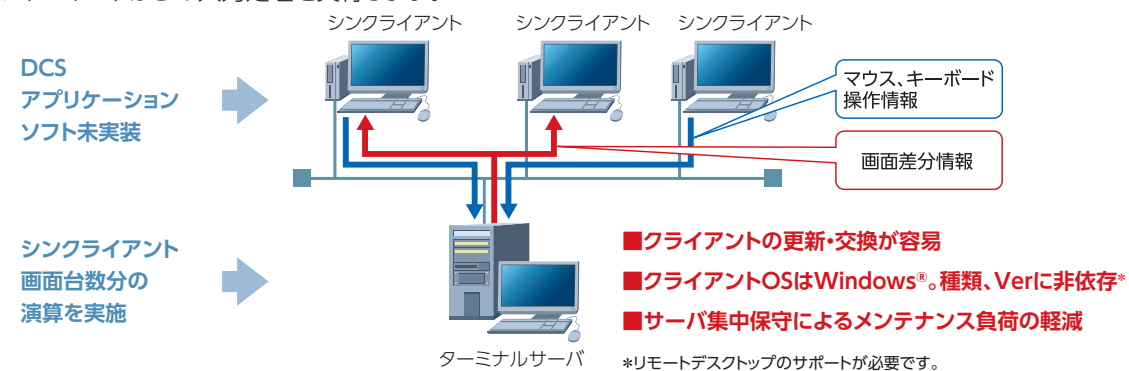 シンクライアント
シンクライアント
シンクライアント
DCS
アプリケーション
ソフト未実装
マウス、キーボード
操作情報
画面差分情報
シンクライアント
画面台数分の
演算を実施
■クライアントの更新・交換が容易
■クライアントOSはWindows®。種類、Verに非依存*
■サーバ集中保守によるメンテナンス負荷の軽減
ターミナルサーバ
*リモートデスクトップのサポートが必要です。